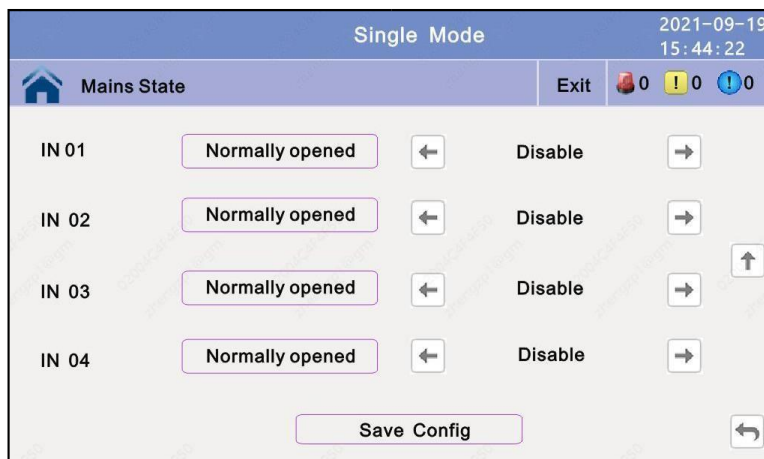 Single Mode
2021-09-19
15:44:22
Mains State
Exit
0
! 0
! 0
IN 01 Normally opened Disable
IN 02 Normally opened Disable
IN 03 Normally opened Disable
IN 04 Normally opened Disable
Save Config